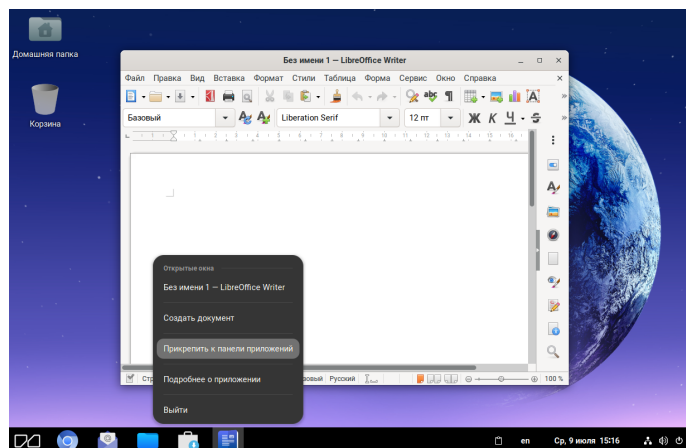 Домашняя папка
Корзина
Без имени 1 — LibreOffice Writer
Файл Правка Вид Вставка Формат Стили Таблица Форма Сервис Окно Справка
Базовый Liberation Serif 12 пт Ж К Ч S
Открытые окна
Без имени 1 — LibreOffice Writer
Создать документ
Прикрепить к панели приложений
Подробнее о приложении
Выйти
Русский 100 %
en Ср, 9 июля 15:16